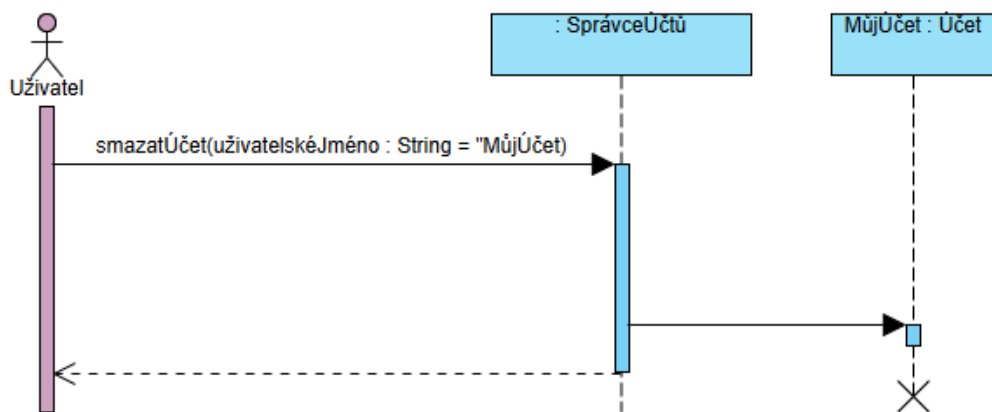 : SprávceÚčtů
MůjÚčet : Účet
Uživatel
smazatÚčet(uživatelskéJméno : String = "MůjÚčet)